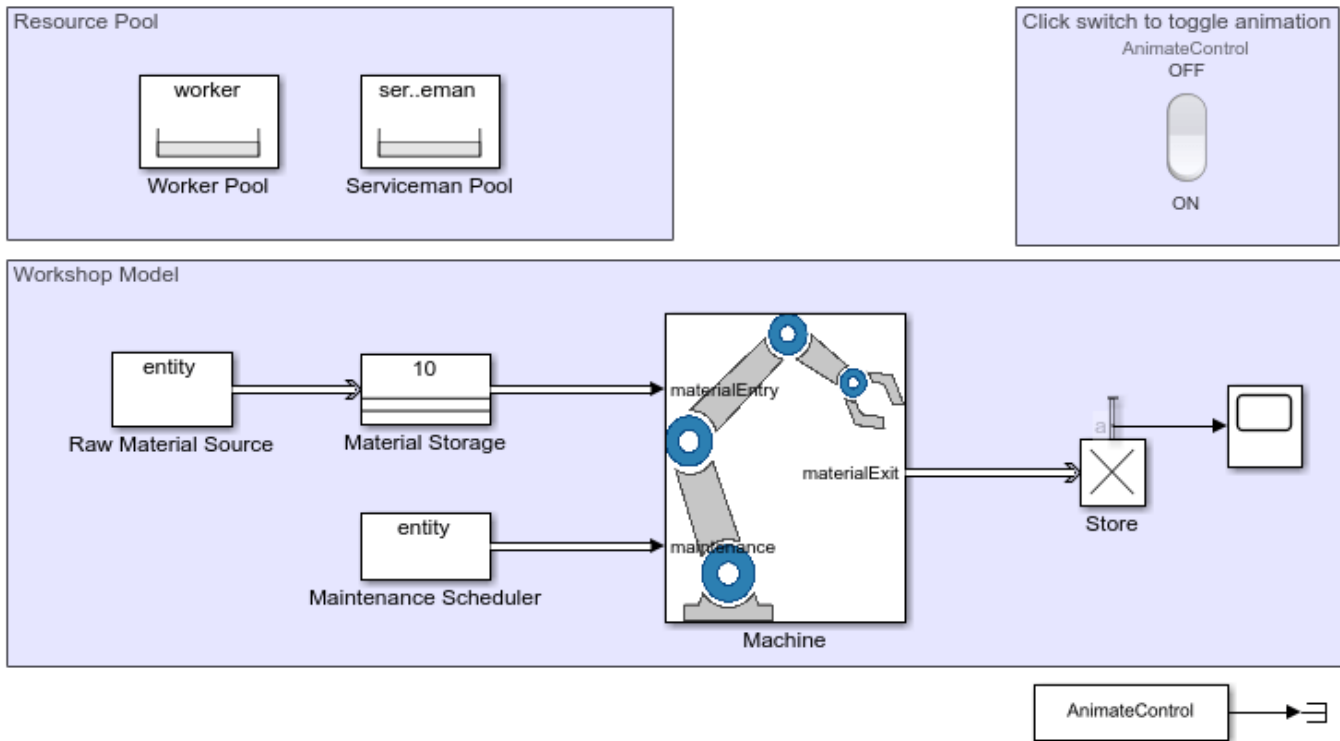 Resource Pool
worker
Worker Pool
ser..eman
Serviceman Pool
Click switch to toggle animation
AnimateControl
OFF
ON
Workshop Model
entity
Raw Material Source
10
Material Storage
entity
Maintenance Scheduler
materialEntry
materialExit
maintenance
Machine
a
Store
AnimateControl